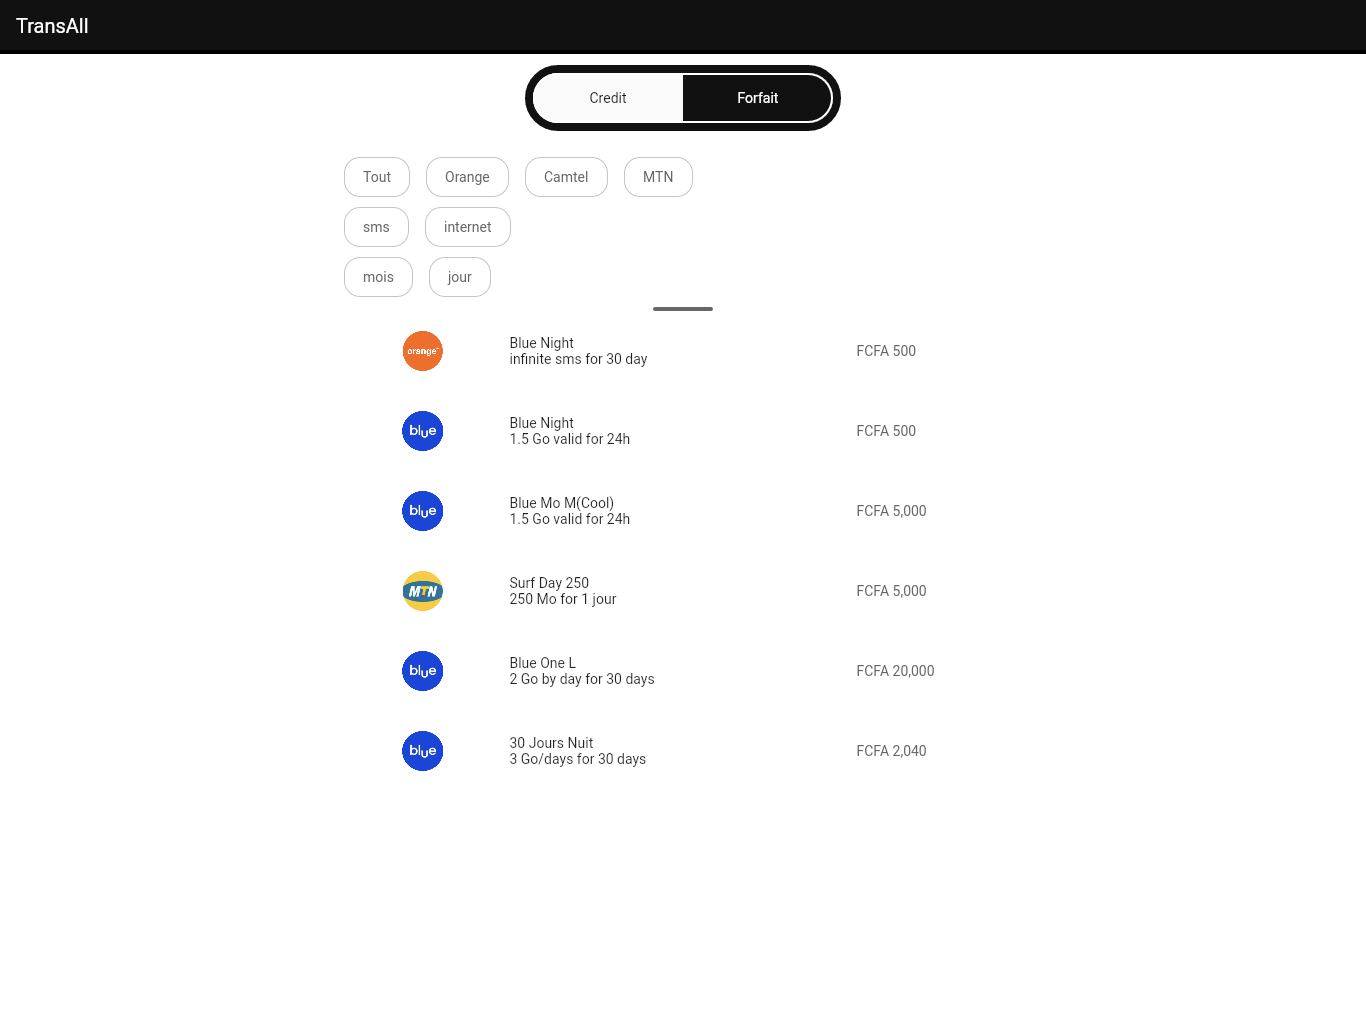 TransAll
Credit Forfait
Tout Orange Camtel MTN
sms internet
mois jour
orange™ Blue Night FCFA 500
infinite sms for 30 day
blue Blue Night FCFA 500
1.5 Go valid for 24h
blue Blue Mo M(Cool) FCFA 5,000
1.5 Go valid for 24h
MTN Surf Day 250 FCFA 5,000
250 Mo for 1 jour
blue Blue One L FCFA 20,000
2 Go by day for 30 days
blue 30 Jours Nuit FCFA 2,040
3 Go/days for 30 days